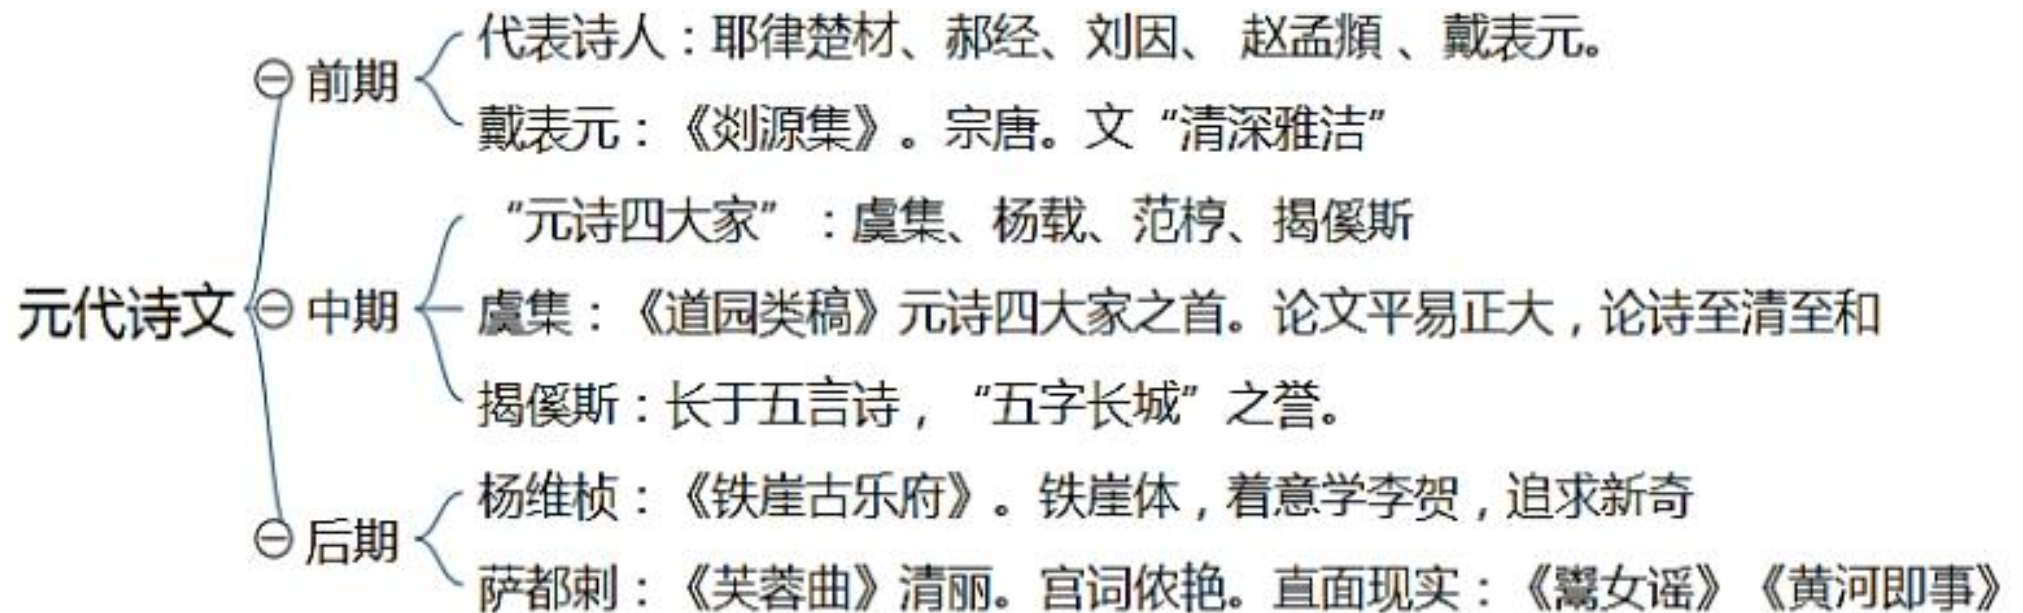 元代诗文
前期
代表诗人：耶律楚材、郝经、刘因、 赵孟頫 、戴表元。
戴表元：《剡源集》。宗唐。文“清深雅洁”
中期
“元诗四大家” ：虞集、杨载、范梈、揭傒斯
虞集：《道园类稿》元诗四大家之首。论文平易正大，论诗至清至和
揭傒斯：长于五言诗，“五字长城”之誉。
后期
杨维桢：《铁崖古乐府》。铁崖体，着意学李贺，追求新奇
萨都剌：《芙蓉曲》清丽。宫词侬艳。直面现实：《鬻女谣》《黄河即事》